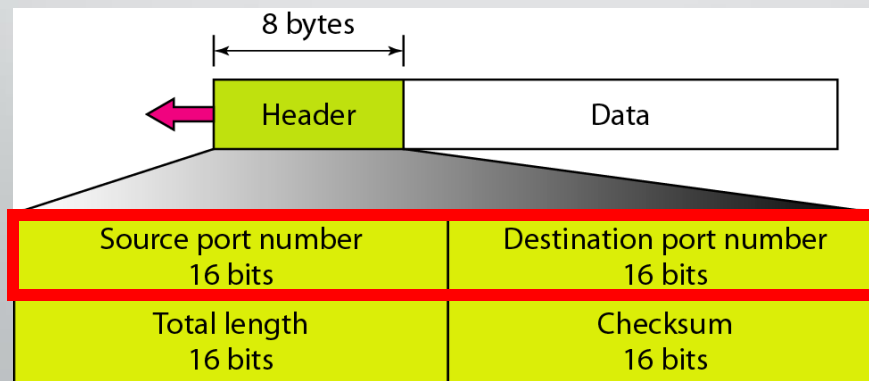 8 bytes
Header
Data
Source port number
16 bits
Destination port number
16 bits
Total length
16 bits
Checksum
16 bits